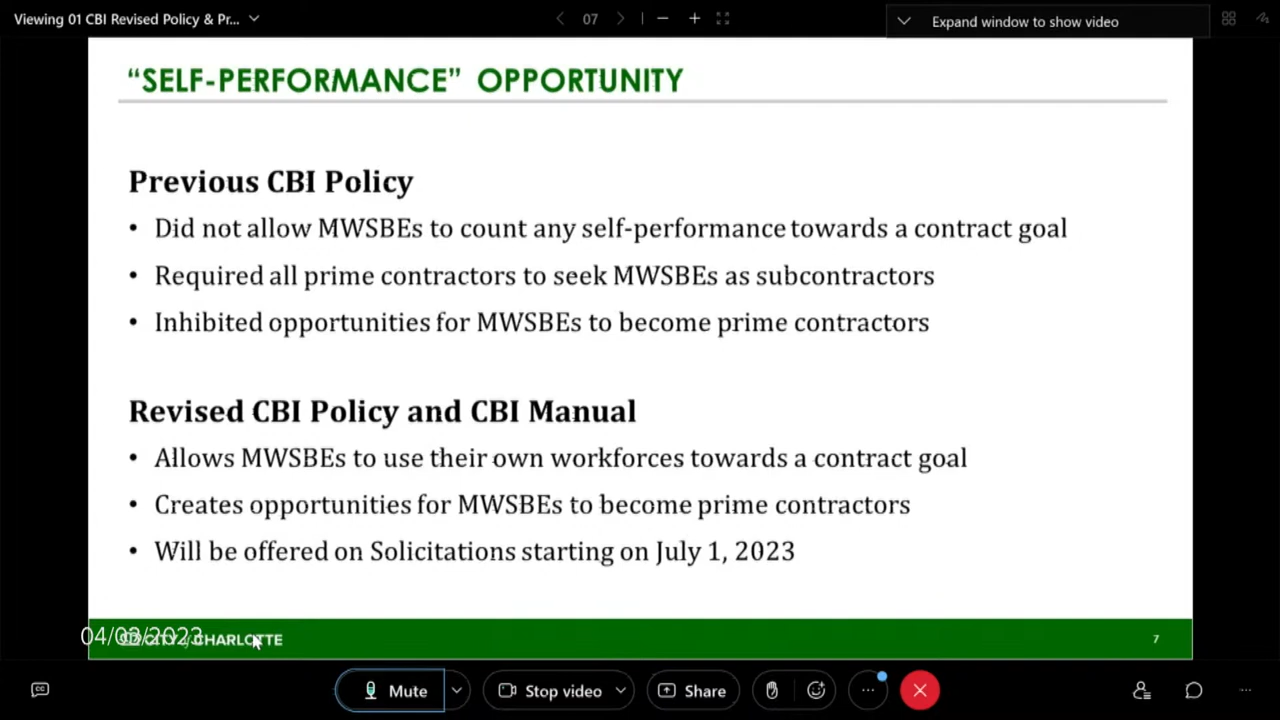 Viewing 01 CBI Revised Policy & Pr...
07
Expand window to show video
“SELF-PERFORMANCE” OPPORTUNITY
Previous CBI Policy
• Did not allow MWSBEs to count any self-performance towards a contract goal
• Required all prime contractors to seek MWSBEs as subcontractors
• Inhibited opportunities for MWSBEs to become prime contractors
Revised CBI Policy and CBI Manual
• Allows MWSBEs to use their own workforces towards a contract goal
• Creates opportunities for MWSBEs to become prime contractors
• Will be offered on Solicitations starting on July 1, 2023
04/03/2023
CITY of CHARLOTTE
7
Mute
Stop video
Share